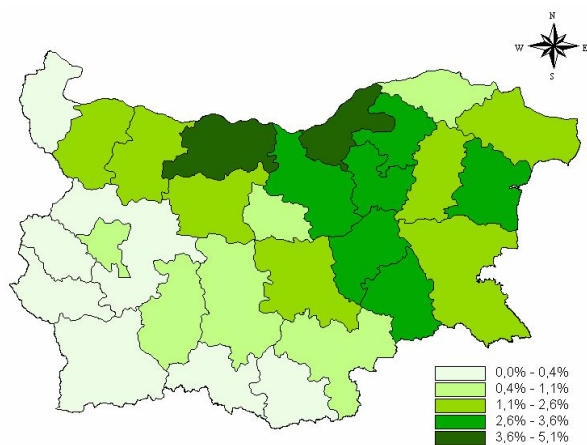 N
W E
S
0,0% - 0,4%
0,4% - 1,1%
1,1% - 2,6%
2,6% - 3,6%
3,6% - 5,1%